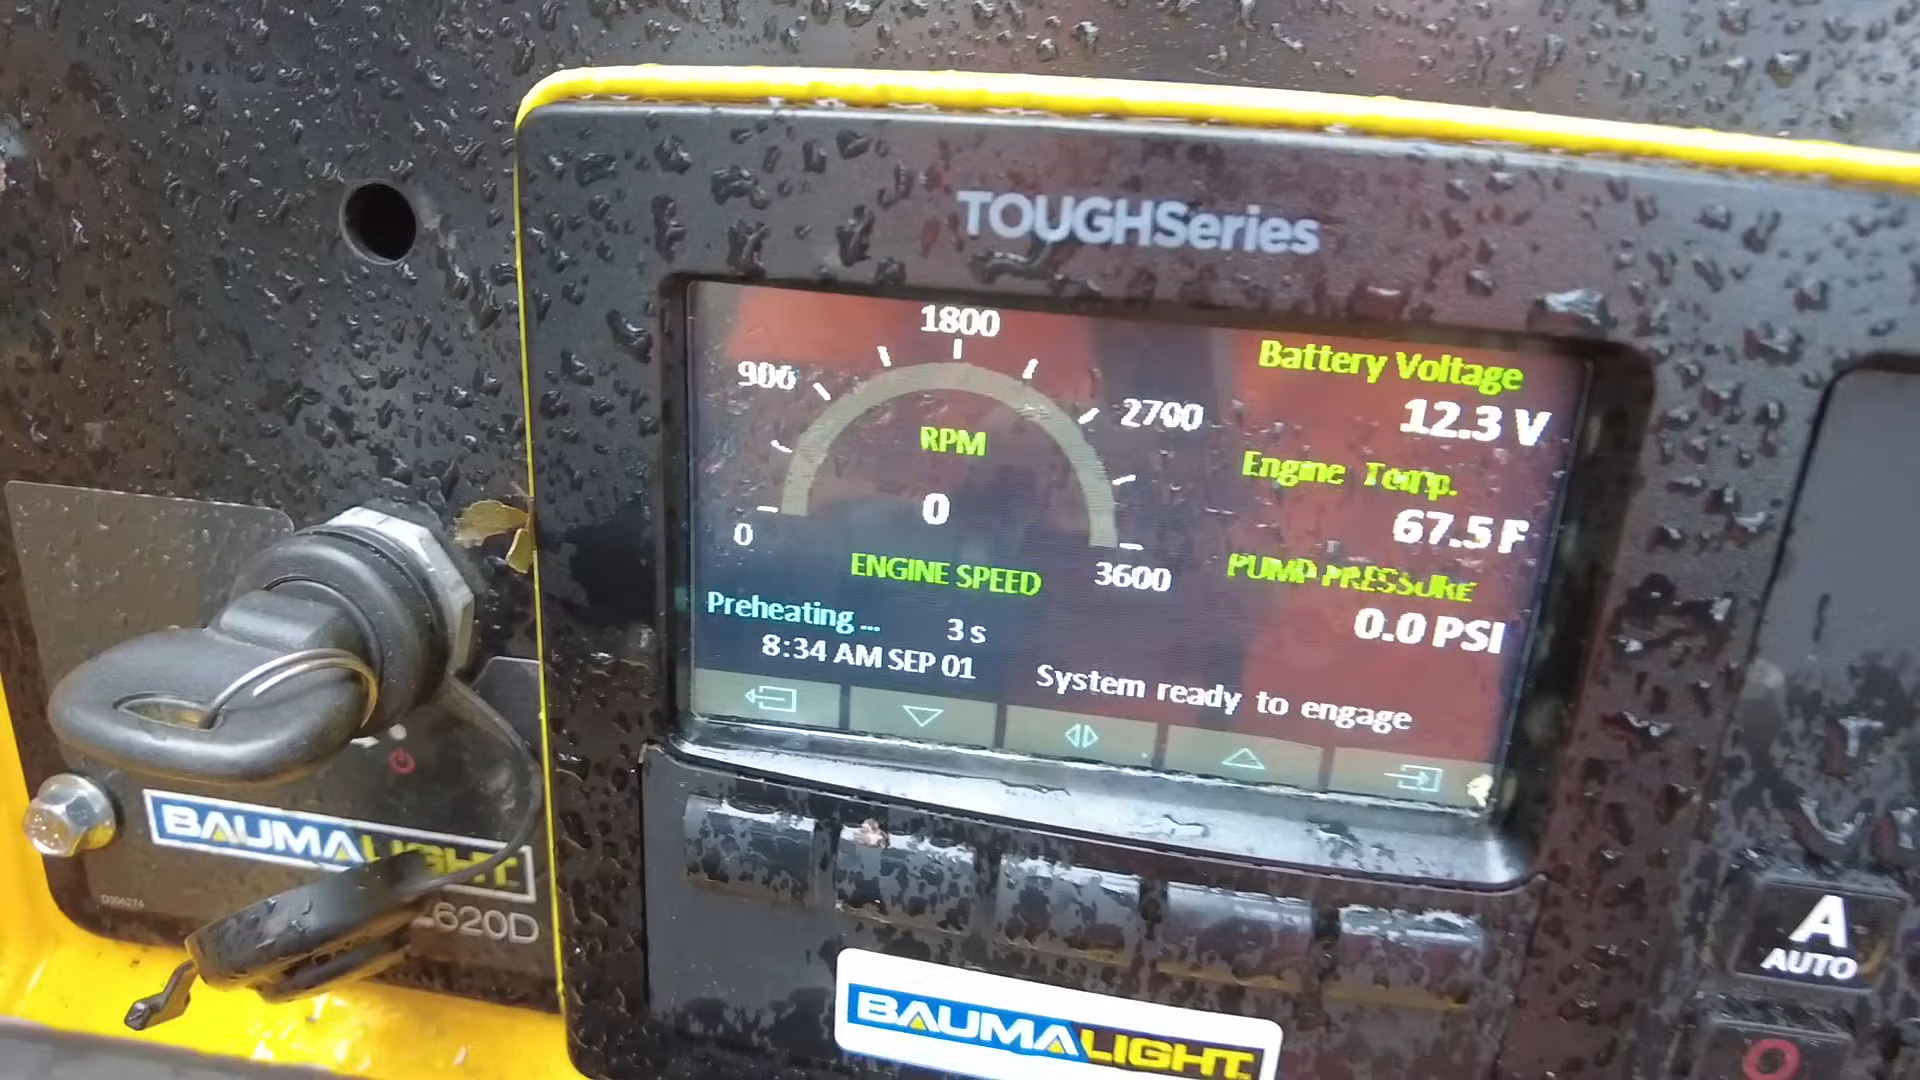 TOUGHSeries
1800
900
2700
RPM
0
0
3600
ENGINE SPEED
Battery Voltage
12.3 V
Engine Temp.
67.5 F
PUMP PRESSURE
0.0 PSI
Preheating ... 3 s
8:34 AM SEP 01
System ready to engage
BAUMALIGHT
620D
BAUMALIGHT
A
AUTO